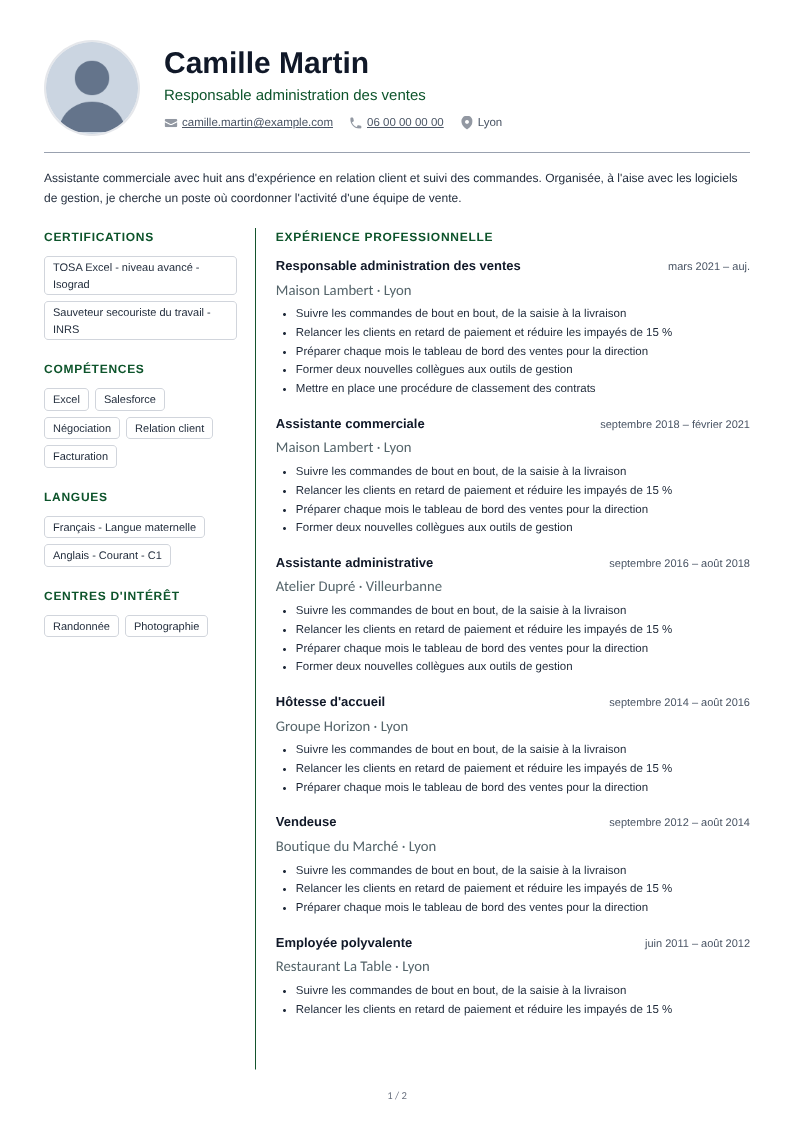 Camille Martin
Responsable administration des ventes
camille.martin@example.com 06 00 00 00 00 Lyon
Assistante commerciale avec huit ans d'expérience en relation client et suivi des commandes. Organisée, à l'aise avec les logiciels
de gestion, je cherche un poste où coordonner l'activité d'une équipe de vente.
CERTIFICATIONS
TOSA Excel - niveau avancé -
Isograd
Sauveteur secouriste du travail -
INRS
COMPÉTENCES
Excel Salesforce
Négociation Relation client
Facturation
LANGUES
Français - Langue maternelle
Anglais - Courant - C1
CENTRES D'INTÉRÊT
Randonnée Photographie
EXPÉRIENCE PROFESSIONNELLE
Responsable administration des ventes mars 2021 – auj.
Maison Lambert · Lyon
• Suivre les commandes de bout en bout, de la saisie à la livraison
• Relancer les clients en retard de paiement et réduire les impayés de 15 %
• Préparer chaque mois le tableau de bord des ventes pour la direction
• Former deux nouvelles collègues aux outils de gestion
• Mettre en place une procédure de classement des contrats
Assistante commerciale septembre 2018 – février 2021
Maison Lambert · Lyon
• Suivre les commandes de bout en bout, de la saisie à la livraison
• Relancer les clients en retard de paiement et réduire les impayés de 15 %
• Préparer chaque mois le tableau de bord des ventes pour la direction
• Former deux nouvelles collègues aux outils de gestion
Assistante administrative septembre 2016 – août 2018
Atelier Dupré · Villeurbanne
• Suivre les commandes de bout en bout, de la saisie à la livraison
• Relancer les clients en retard de paiement et réduire les impayés de 15 %
• Préparer chaque mois le tableau de bord des ventes pour la direction
• Former deux nouvelles collègues aux outils de gestion
Hôtesse d'accueil septembre 2014 – août 2016
Groupe Horizon · Lyon
• Suivre les commandes de bout en bout, de la saisie à la livraison
• Relancer les clients en retard de paiement et réduire les impayés de 15 %
• Préparer chaque mois le tableau de bord des ventes pour la direction
Vendeuse septembre 2012 – août 2014
Boutique du Marché · Lyon
• Suivre les commandes de bout en bout, de la saisie à la livraison
• Relancer les clients en retard de paiement et réduire les impayés de 15 %
• Préparer chaque mois le tableau de bord des ventes pour la direction
Employée polyvalente juin 2011 – août 2012
Restaurant La Table · Lyon
• Suivre les commandes de bout en bout, de la saisie à la livraison
• Relancer les clients en retard de paiement et réduire les impayés de 15 %
1 / 2